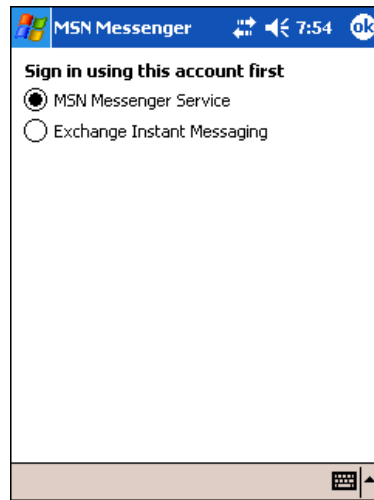 MSN Messenger 7:54 ok
Sign in using this account first
MSN Messenger Service
Exchange Instant Messaging